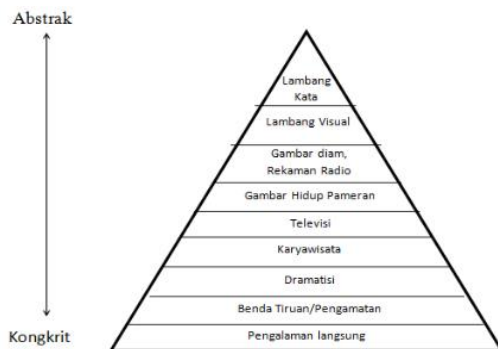 Abstrak
Lambang
Kata
Lambang Visual
Gambar diam,
Rekaman Radio
Gambar Hidup Pameran
Televisi
Karyawisata
Dramatisi
Benda Tiruan/Pengamatan
Pengalaman langsung
Kongkrit